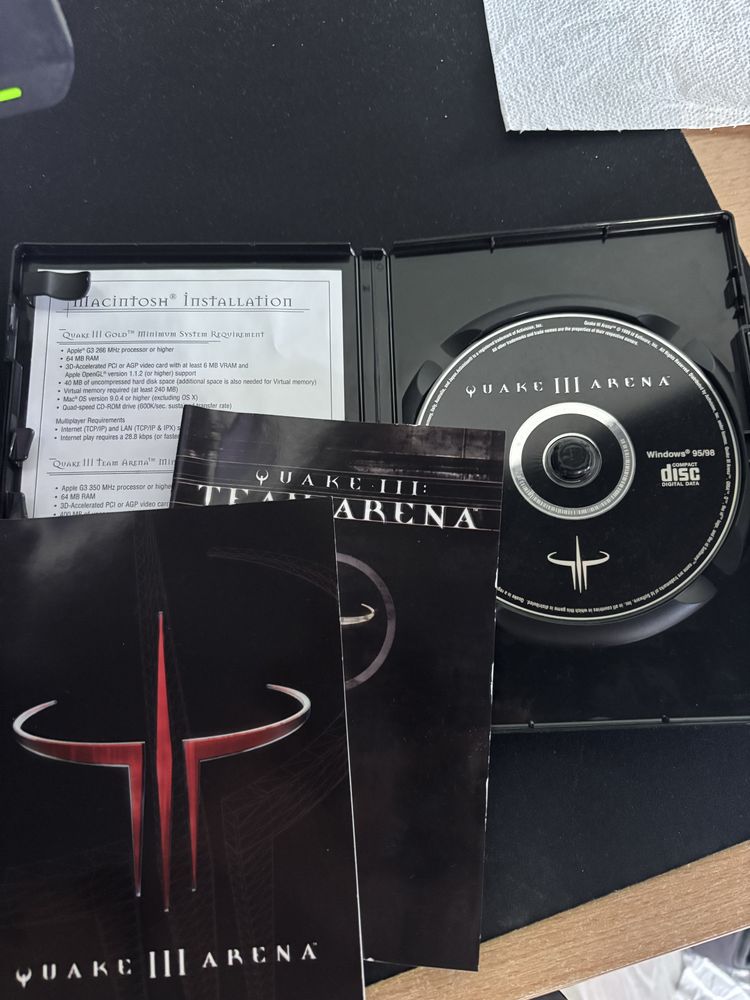 Macintosh® Installation
Quake III Gold™ Minimum System Requirement
• Apple® G3 266 MHz processor or higher
• 64 MB RAM
• 3D-Accelerated PCI or AGP video card with at least 6 MB VRAM and
Apple OpenGL® version 1.1.2 (or higher) support
• 40 MB of uncompressed hard disk space (additional space is also needed for Virtual memory)
• Virtual memory required (at least 240 MB)
• Mac® OS version 9.0.4 or higher (excluding OS X)
• Quad-speed CD-ROM drive (600K/sec. sustained transfer rate)
Multiplayer Requirements
• Internet (TCP/IP) and LAN (TCP/IP & IPX)
• Internet play requires a 28.8 kbps (or faster
Quake III Team Arena™
• Apple G3 350 MHz processor or higher
• 64 MB RAM
• 3D-Accelerated PCI or AGP video card
QUAKE III:
TEAM ARENA™
QUAKE III ARENA™
QUAKE III ARENA™
Windows® 95/98
COMPACT
disc
DIGITAL DATA